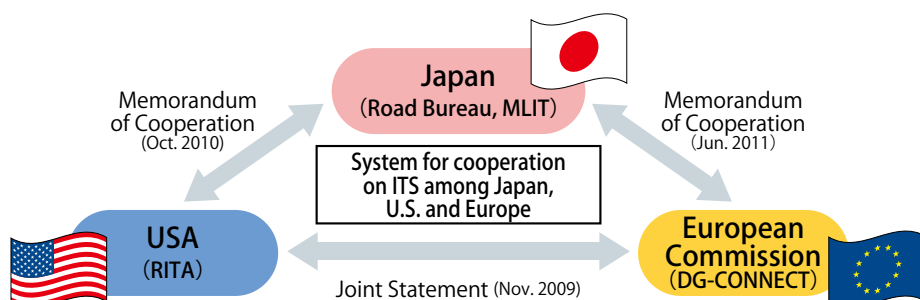 Japan
(Road Bureau, MLIT)
Memorandum
of Cooperation
(Oct. 2010)
Memorandum
of Cooperation
(Jun. 2011)
System for cooperation
on ITS among Japan,
U.S. and Europe
USA
(RITA)
European
Commission
(DG-CONNECT)
Joint Statement (Nov. 2009)